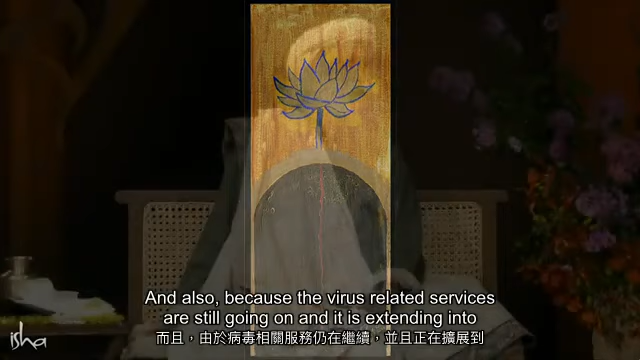 And also, because the virus related services
are still going on and it is extending into
而且，由於病毒相關服務仍在繼續，並且正在擴展到
isha